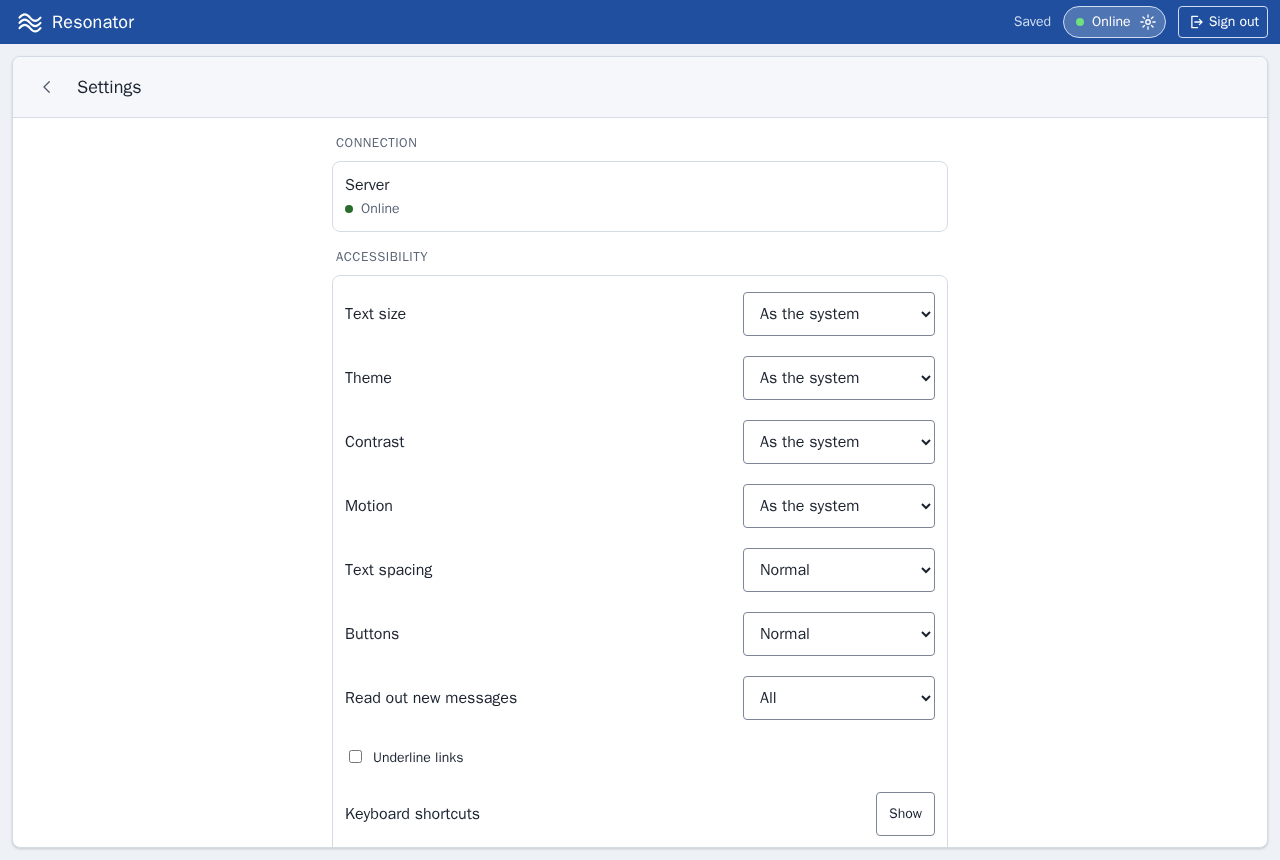 Resonator
Saved
Online
Sign out
Settings
CONNECTION
Server
Online
ACCESSIBILITY
Text size
As the system
Theme
As the system
Contrast
As the system
Motion
As the system
Text spacing
Normal
Buttons
Normal
Read out new messages
All
Underline links
Keyboard shortcuts
Show